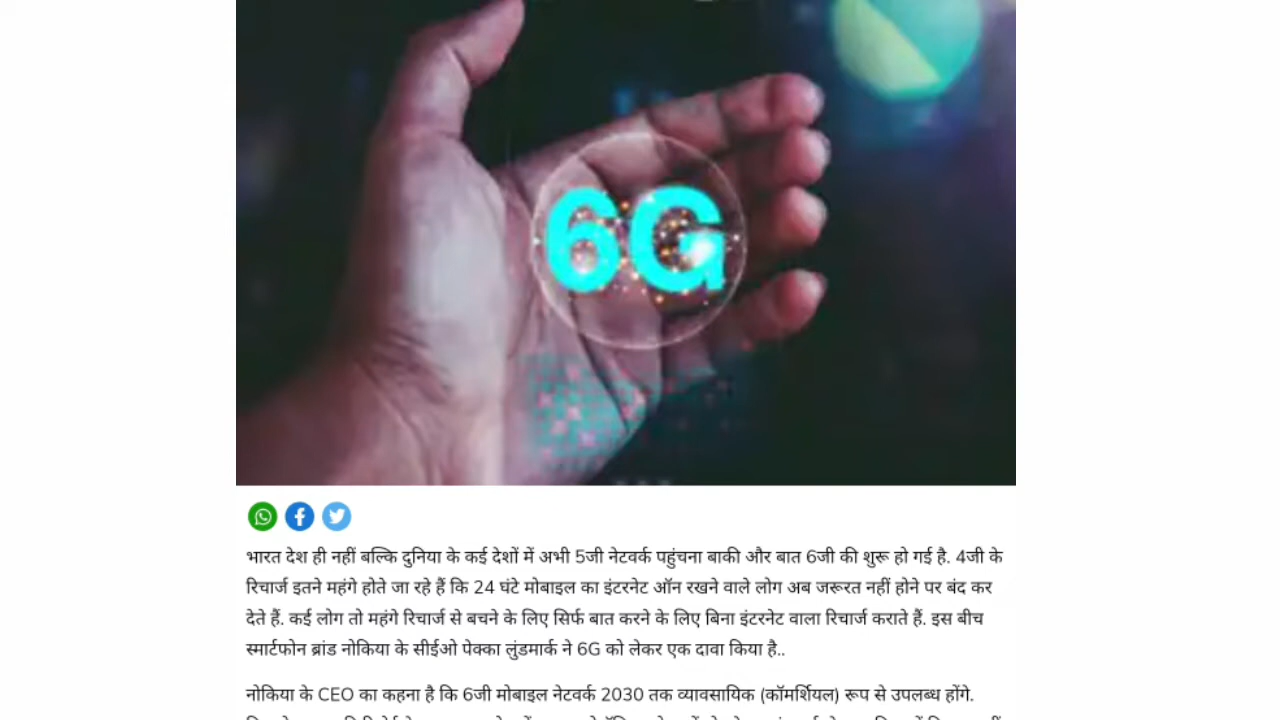 6G
भारत देश ही नहीं बल्कि दुनिया के कई देशों में अभी 5जी नेटवर्क पहुंचना बाकी और बात 6जी की शुरू हो गई है. 4जी के
रिचार्ज इतने महंगे होते जा रहे हैं कि 24 घंटे मोबाइल का इंटरनेट ऑन रखने वाले लोग अब जरूरत नहीं होने पर बंद कर
देते हैं. कई लोग तो महंगे रिचार्ज से बचने के लिए सिर्फ बात करने के लिए बिना इंटरनेट वाला रिचार्ज कराते हैं. इस बीच
स्मार्टफोन ब्रांड नोकिया के सीईओ पेक्का लुंडमार्क ने 6G को लेकर एक दावा किया है..
नोकिया के CEO का कहना है कि 6जी मोबाइल नेटवर्क 2030 तक व्यावसायिक (कॉमर्शियल) रूप से उपलब्ध होंगे.